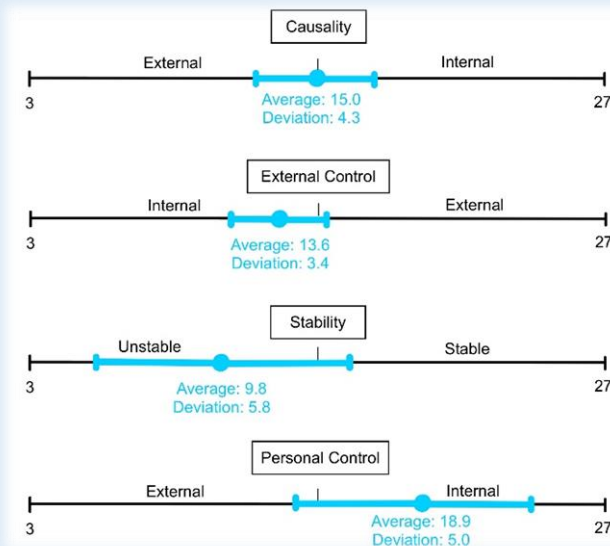 Causality
External Internal
3 27
Average: 15.0
Deviation: 4.3
External Control
Internal External
3 27
Average: 13.6
Deviation: 3.4
Stability
Unstable Stable
3 27
Average: 9.8
Deviation: 5.8
Personal Control
External Internal
3 27
Average: 18.9
Deviation: 5.0